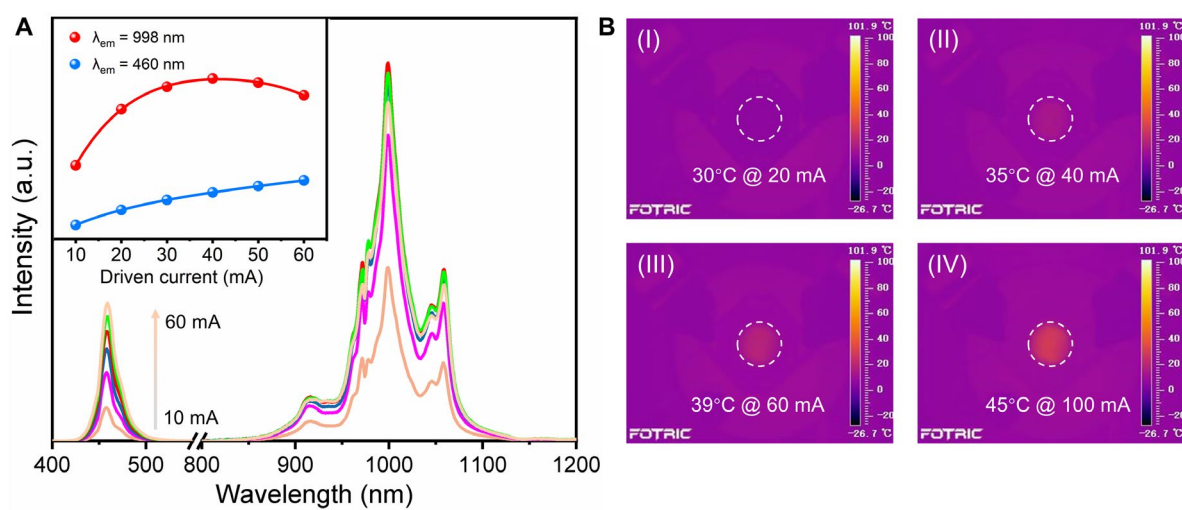 A
λem = 998 nm
λem = 460 nm
10 20 30 40 50 60
Driven current (mA)
Intensity (a.u.)
60 mA
10 mA
400 500 800 900 1000 1100 1200
Wavelength (nm)
B
(I)
101.9 ℃
100
80
60
40
20
0
-20
-26.7 ℃
30°C @ 20 mA
FOTRIC
(II)
101.9 ℃
100
80
60
40
20
0
-20
-26.7 ℃
35°C @ 40 mA
FOTRIC
(III)
101.9 ℃
100
80
60
40
20
0
-20
-26.7 ℃
39°C @ 60 mA
FOTRIC
(IV)
101.9 ℃
100
80
60
40
20
0
-20
-26.7 ℃
45°C @ 100 mA
FOTRIC